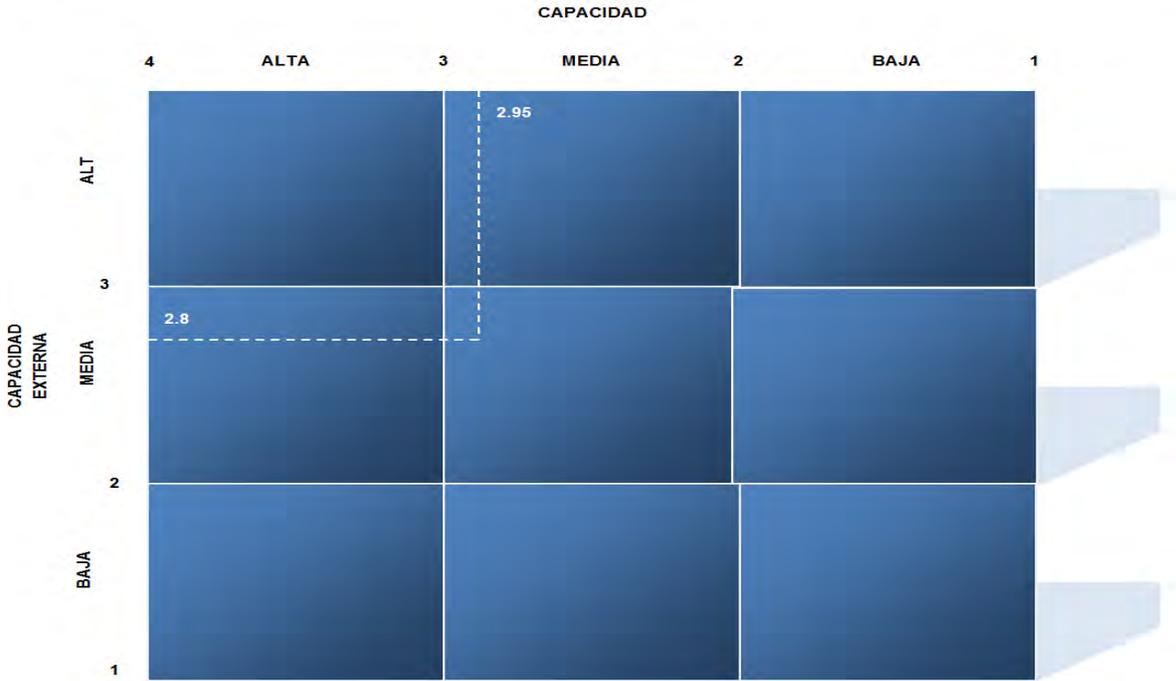 CAPACIDAD
4 ALTA 3 MEDIA 2 BAJA 1
2.95
ALT
3
2.8
CAPACIDAD
EXTERNA
MEDIA
2
BAJA
1